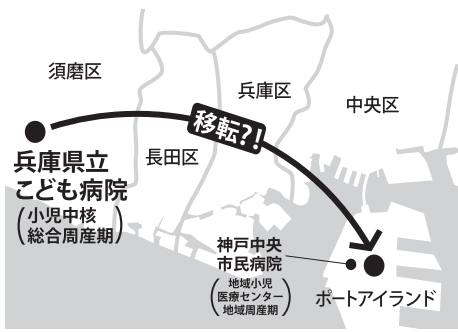 須磨区
兵庫区
中央区
移転?!
長田区
兵庫県立
こども病院
(小児中核
総合周産期)
神戸中央
市民病院
(地域小児
医療センター
地域周産期)
ポートアイランド